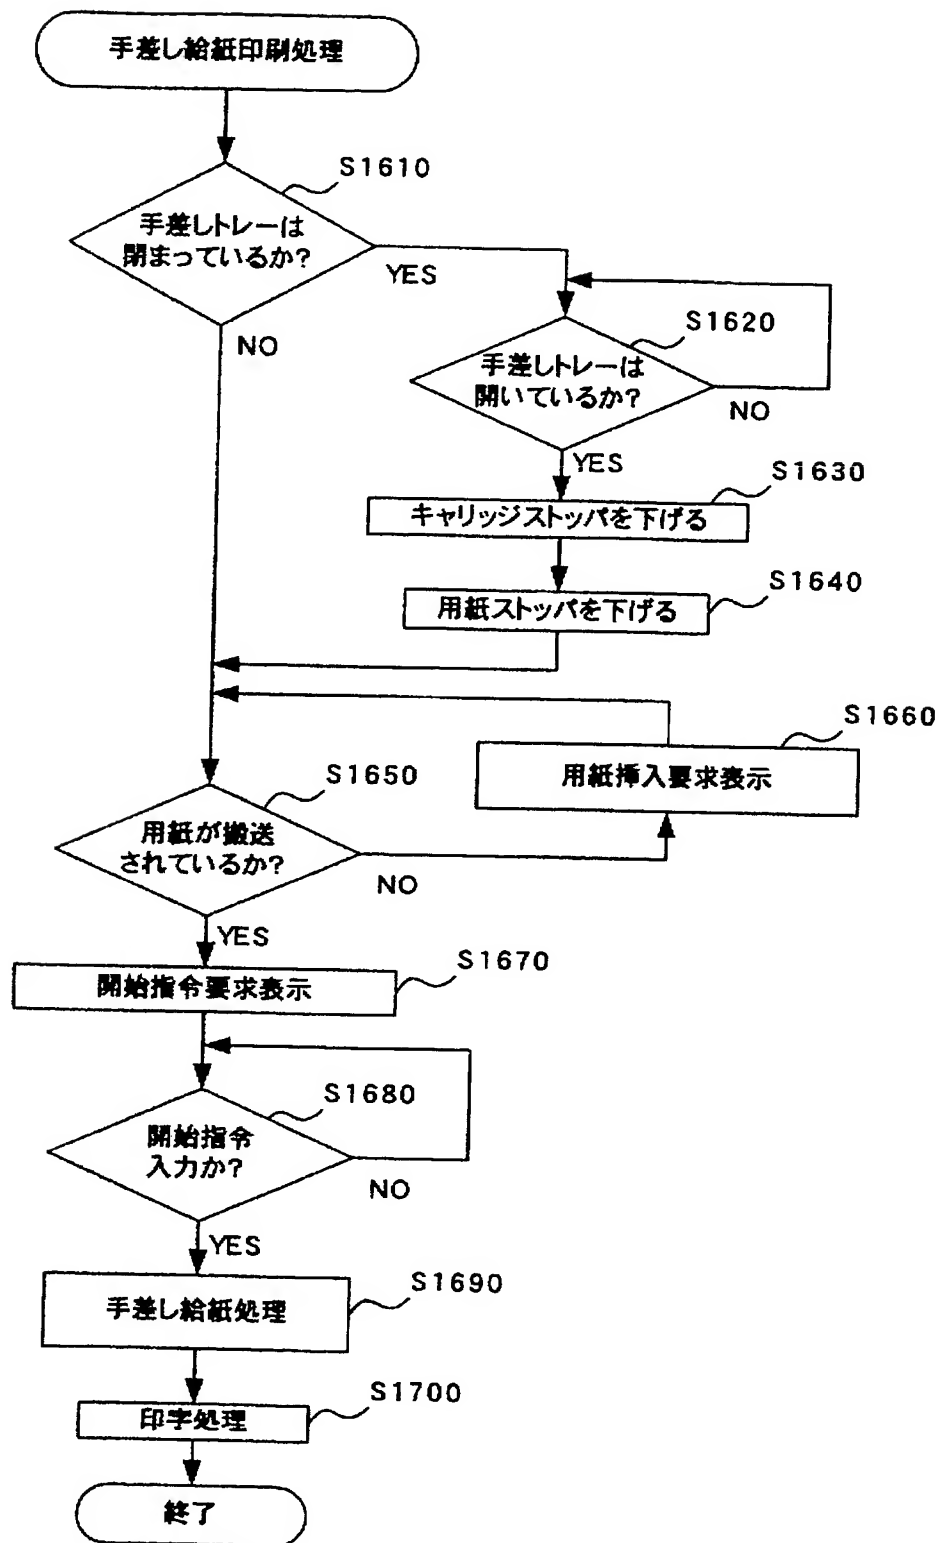 手差し給紙印刷処理
S1610
手差しトレーは
閉まっているか?
YES
NO
S1620
手差しトレーは
開いているか?
NO
YES
S1630
キャリッジストッパを下げる
S1640
用紙ストッパを下げる
S1660
用紙挿入要求表示
S1650
用紙が搬送
されているか?
NO
YES
S1670
開始指令要求表示
S1680
開始指令
入力か?
NO
YES
S1690
手差し給紙処理
S1700
印字処理
終了